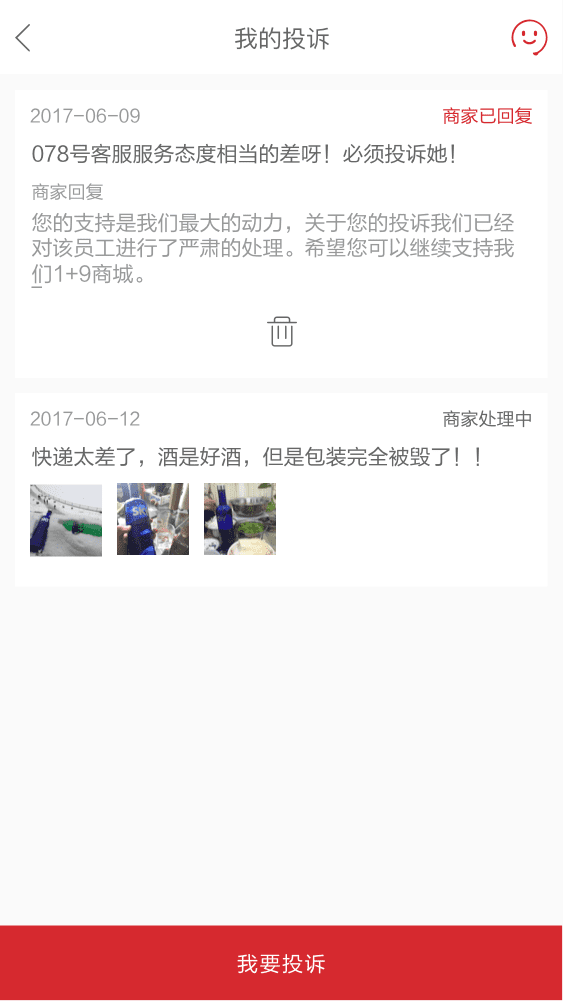 我的投诉
2017-06-09
商家已回复
078号客服服务态度相当的差呀！必须投诉她！
商家回复
您的支持是我们最大的动力，关于您的投诉我们已经
对该员工进行了严肃的处理。希望您可以继续支持我
们1+9商城。
2017-06-12
商家处理中
快递太差了，酒是好酒，但是包装完全被毁了！！
SK
我要投诉